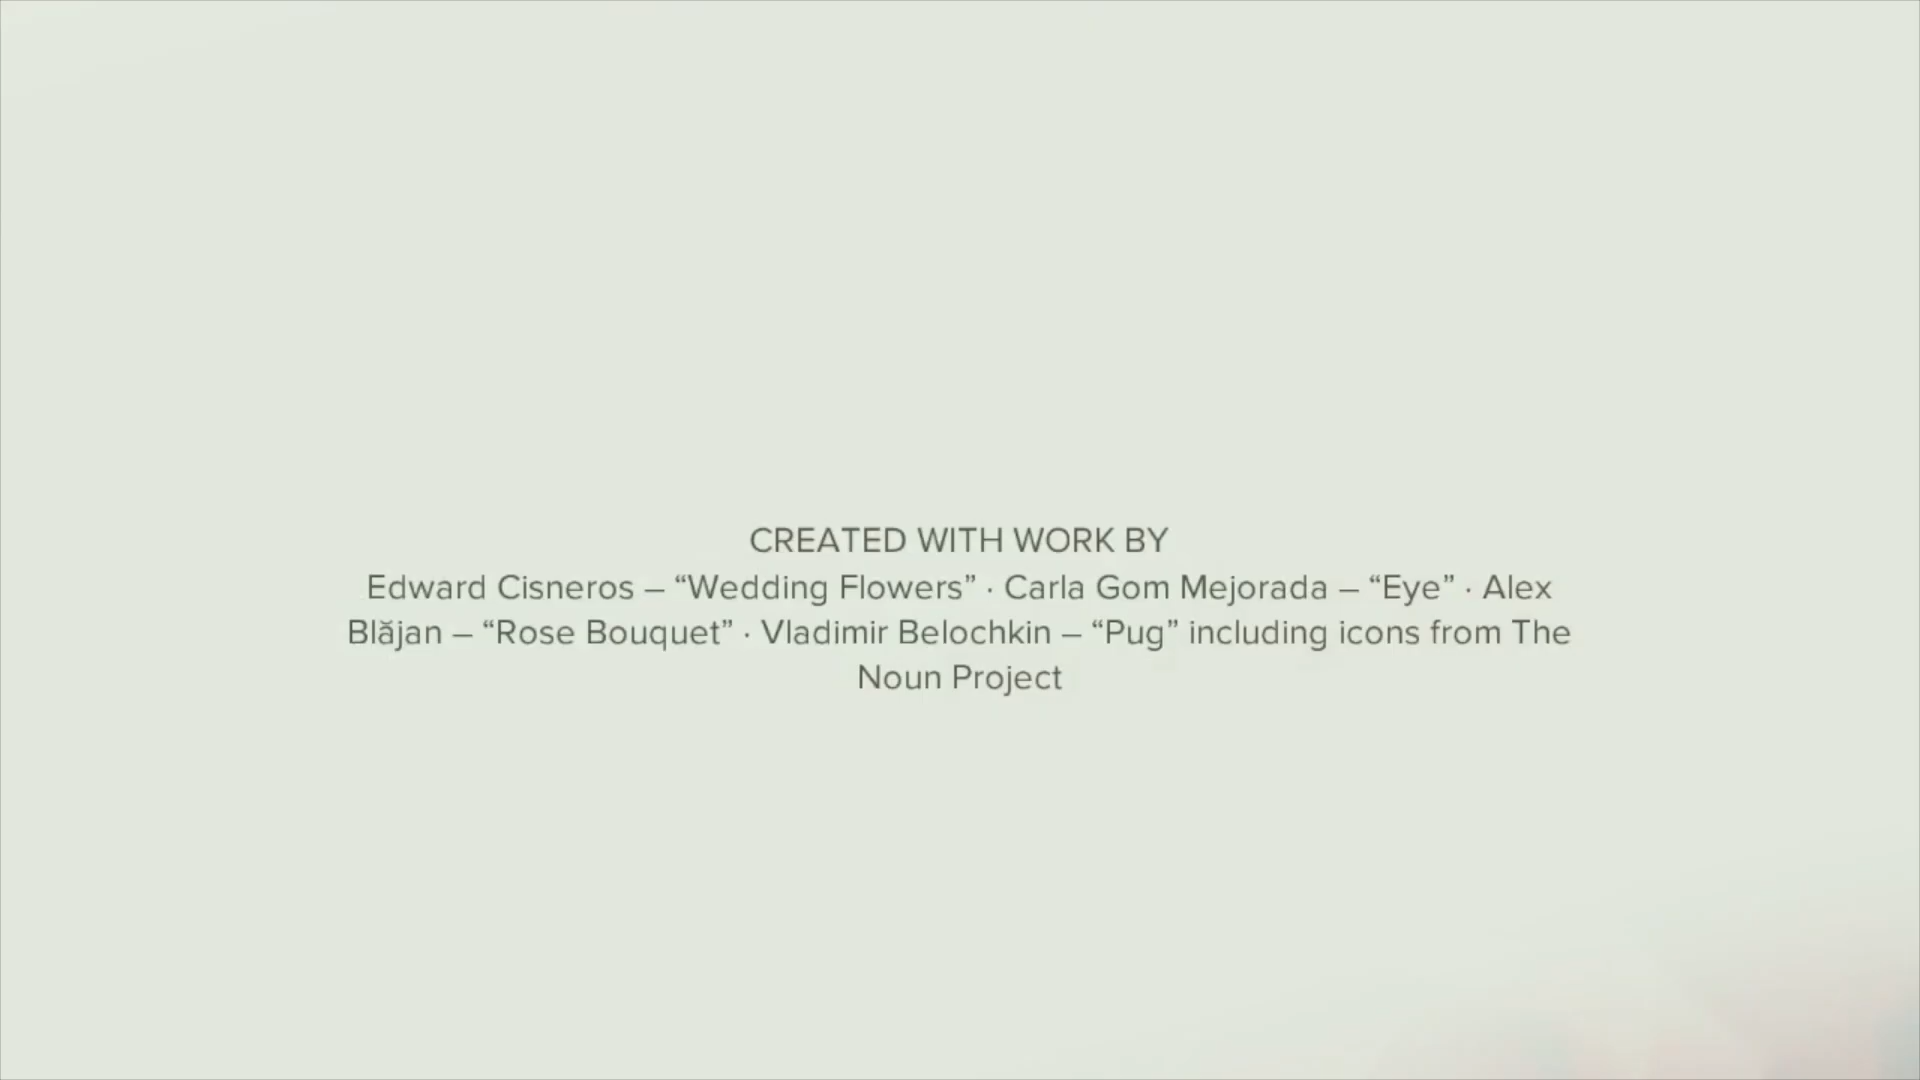 CREATED WITH WORK BY
Edward Cisneros – “Wedding Flowers” · Carla Gom Mejorada – “Eye” · Alex
Blăjan – “Rose Bouquet” · Vladimir Belochkin – “Pug” including icons from The
Noun Project